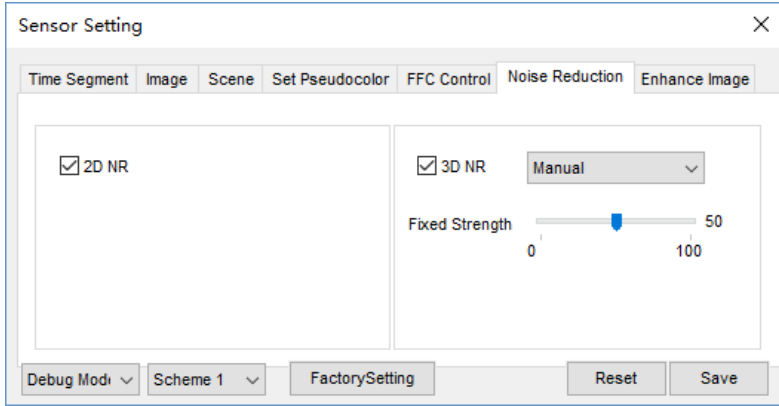 Sensor Setting
Time Segment Image Scene Set Pseudocolor FFC Control Noise Reduction Enhance Image
2D NR
3D NR Manual
Fixed Strength 50
0 100
Debug Mode Scheme 1 FactorySetting Reset Save